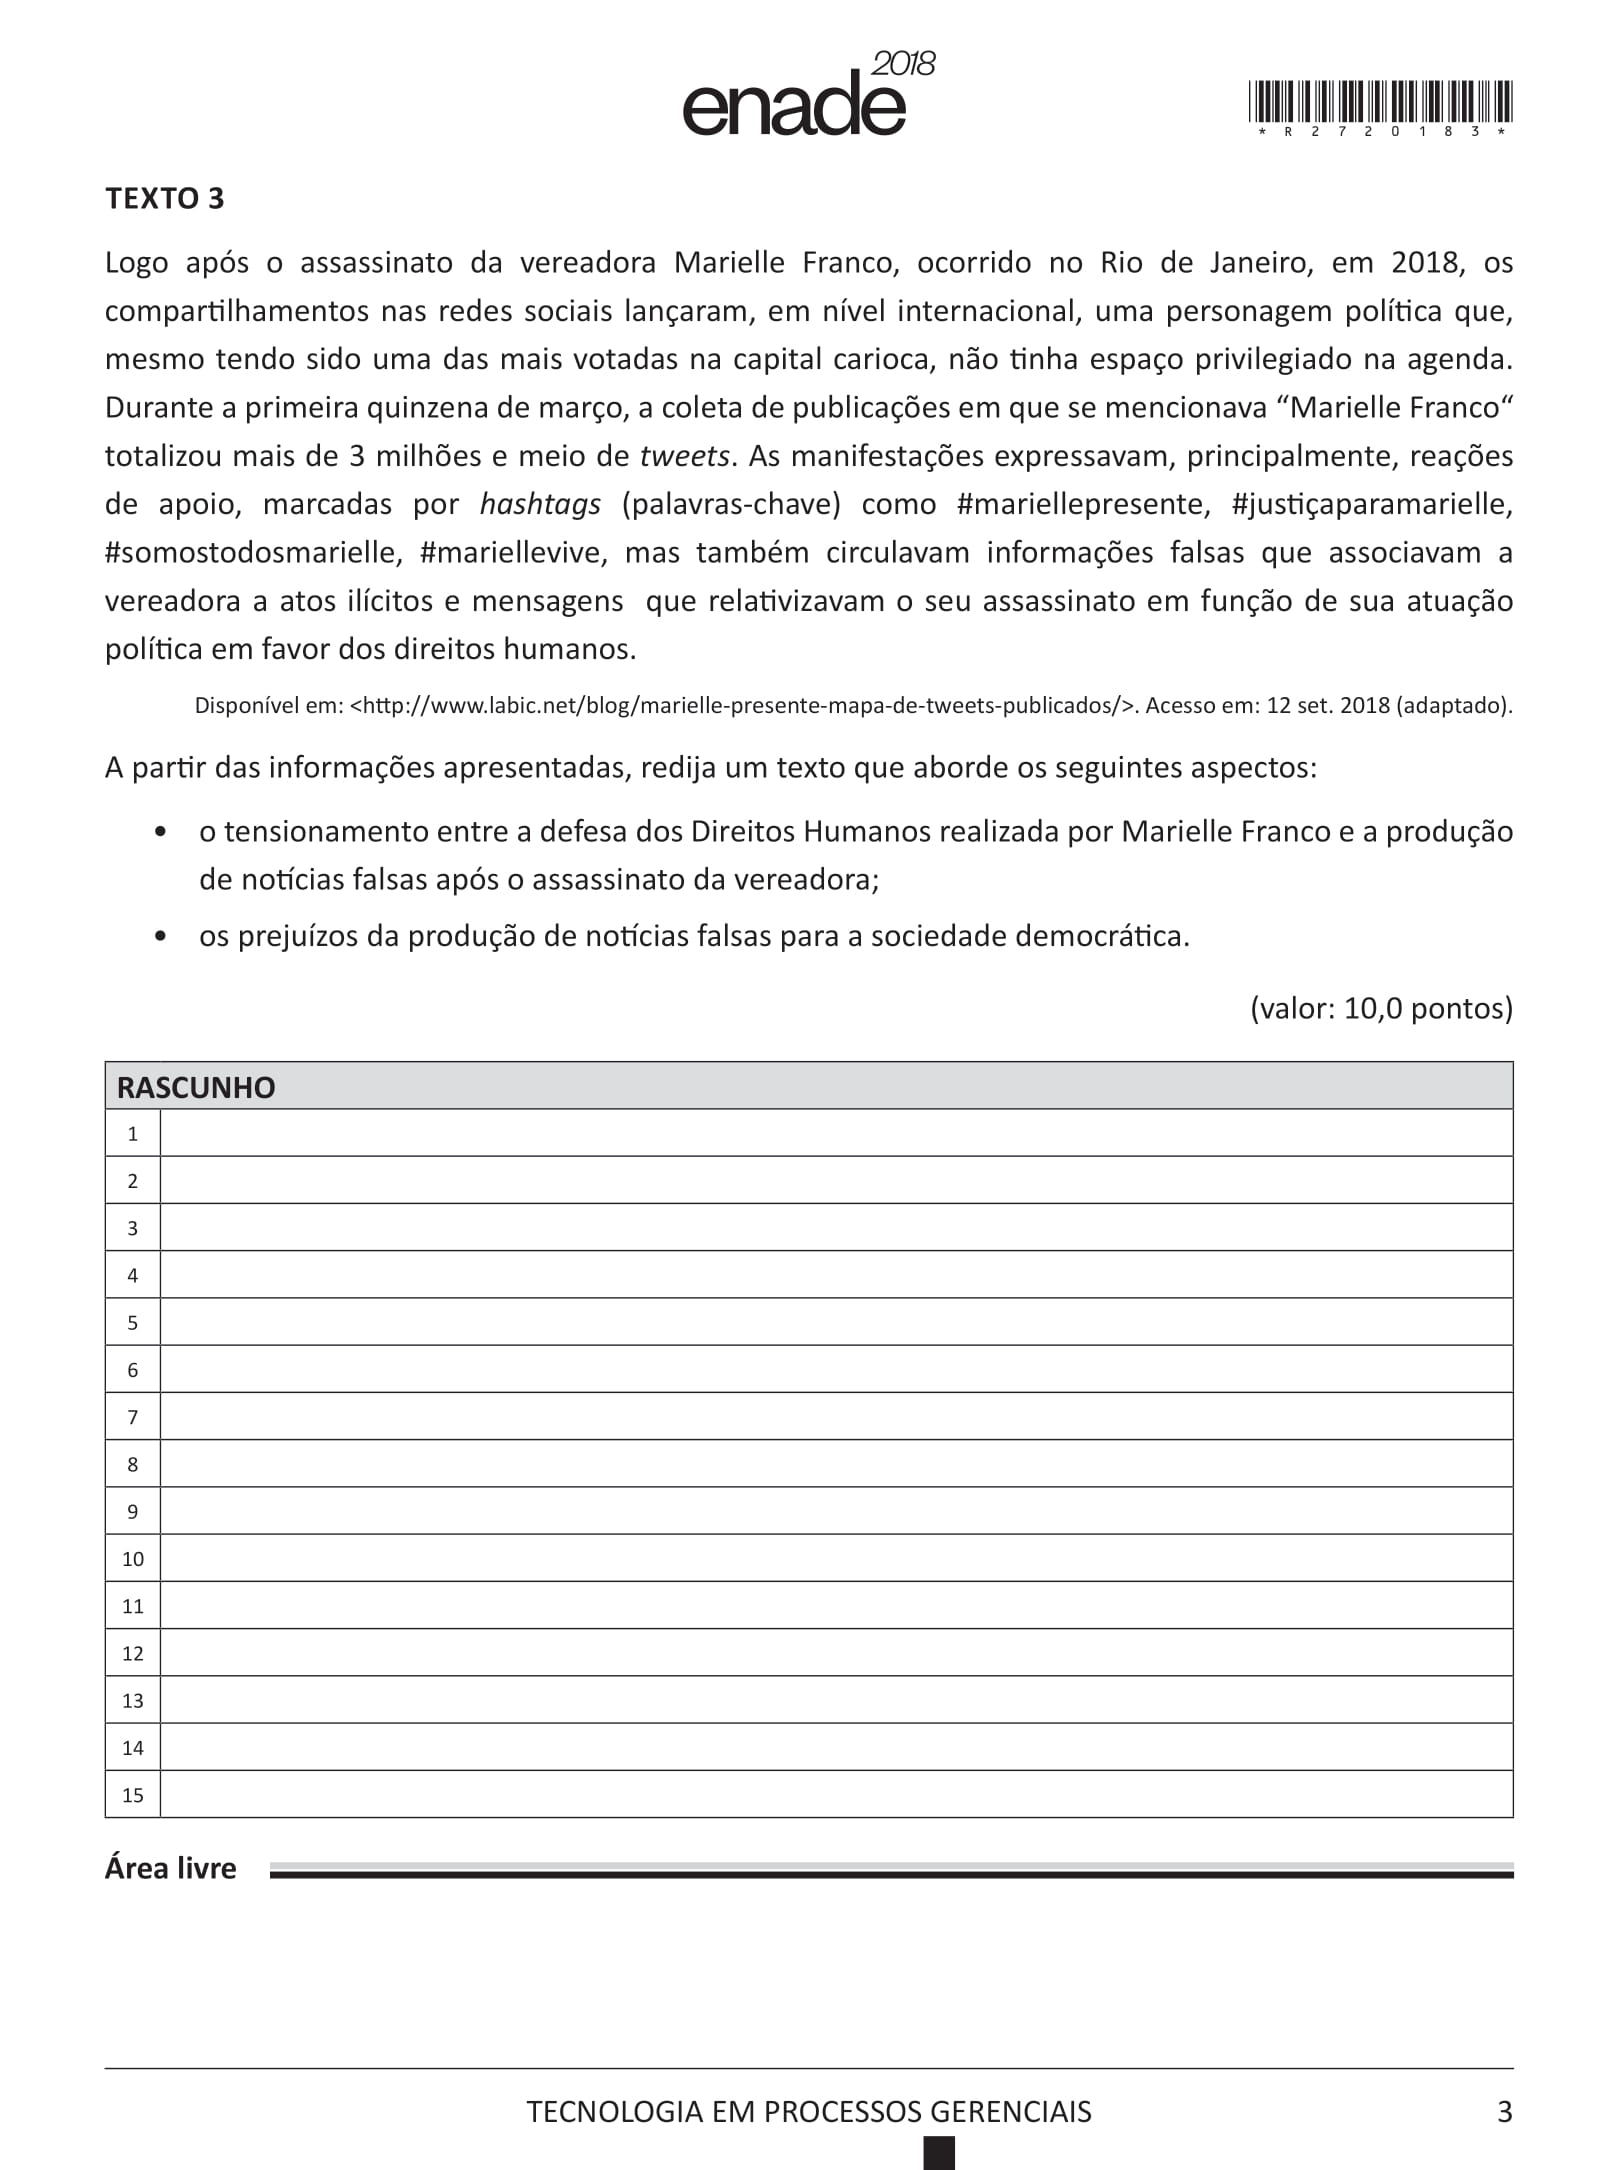 enade 2018
* R 2 7 2 0 1 8 3 *
TEXTO 3
Logo após o assassinato da vereadora Marielle Franco, ocorrido no Rio de Janeiro, em 2018, os
compartilhamentos nas redes sociais lançaram, em nível internacional, uma personagem política que,
mesmo tendo sido uma das mais votadas na capital carioca, não tinha espaço privilegiado na agenda.
Durante a primeira quinzena de março, a coleta de publicações em que se mencionava “Marielle Franco“
totalizou mais de 3 milhões e meio de tweets. As manifestações expressavam, principalmente, reações
de apoio, marcadas por hashtags (palavras-chave) como #mariellepresente, #justiçaparamarielle,
#somostodosmarielle, #mariellevive, mas também circulavam informações falsas que associavam a
vereadora a atos ilícitos e mensagens que relativizavam o seu assassinato em função de sua atuação
política em favor dos direitos humanos.
Disponível em: <http://www.labic.net/blog/marielle-presente-mapa-de-tweets-publicados/>. Acesso em: 12 set. 2018 (adaptado).
A partir das informações apresentadas, redija um texto que aborde os seguintes aspectos:
• o tensionamento entre a defesa dos Direitos Humanos realizada por Marielle Franco e a produção
de notícias falsas após o assassinato da vereadora;
• os prejuízos da produção de notícias falsas para a sociedade democrática.
(valor: 10,0 pontos)
RASCUNHO
1
2
3
4
5
6
7
8
9
10
11
12
13
14
15
Área livre
TECNOLOGIA EM PROCESSOS GERENCIAIS 3